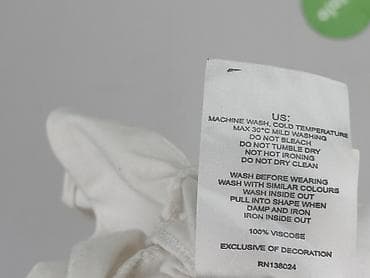 US:
MACHINE WASH, COLD TEMPERATURE
MAX 30°C MILD WASHING
DO NOT BLEACH
DO NOT TUMBLE DRY
NOT HOT IRONING
DO NOT DRY CLEAN
WASH BEFORE WEARING
WASH WITH SIMILAR COLOURS
WASH INSIDE OUT
PULL INTO SHAPE WHEN
DAMP AND IRON
IRON INSIDE OUT
100% VISCOSE
EXCLUSIVE OF DECORATION
RN138024